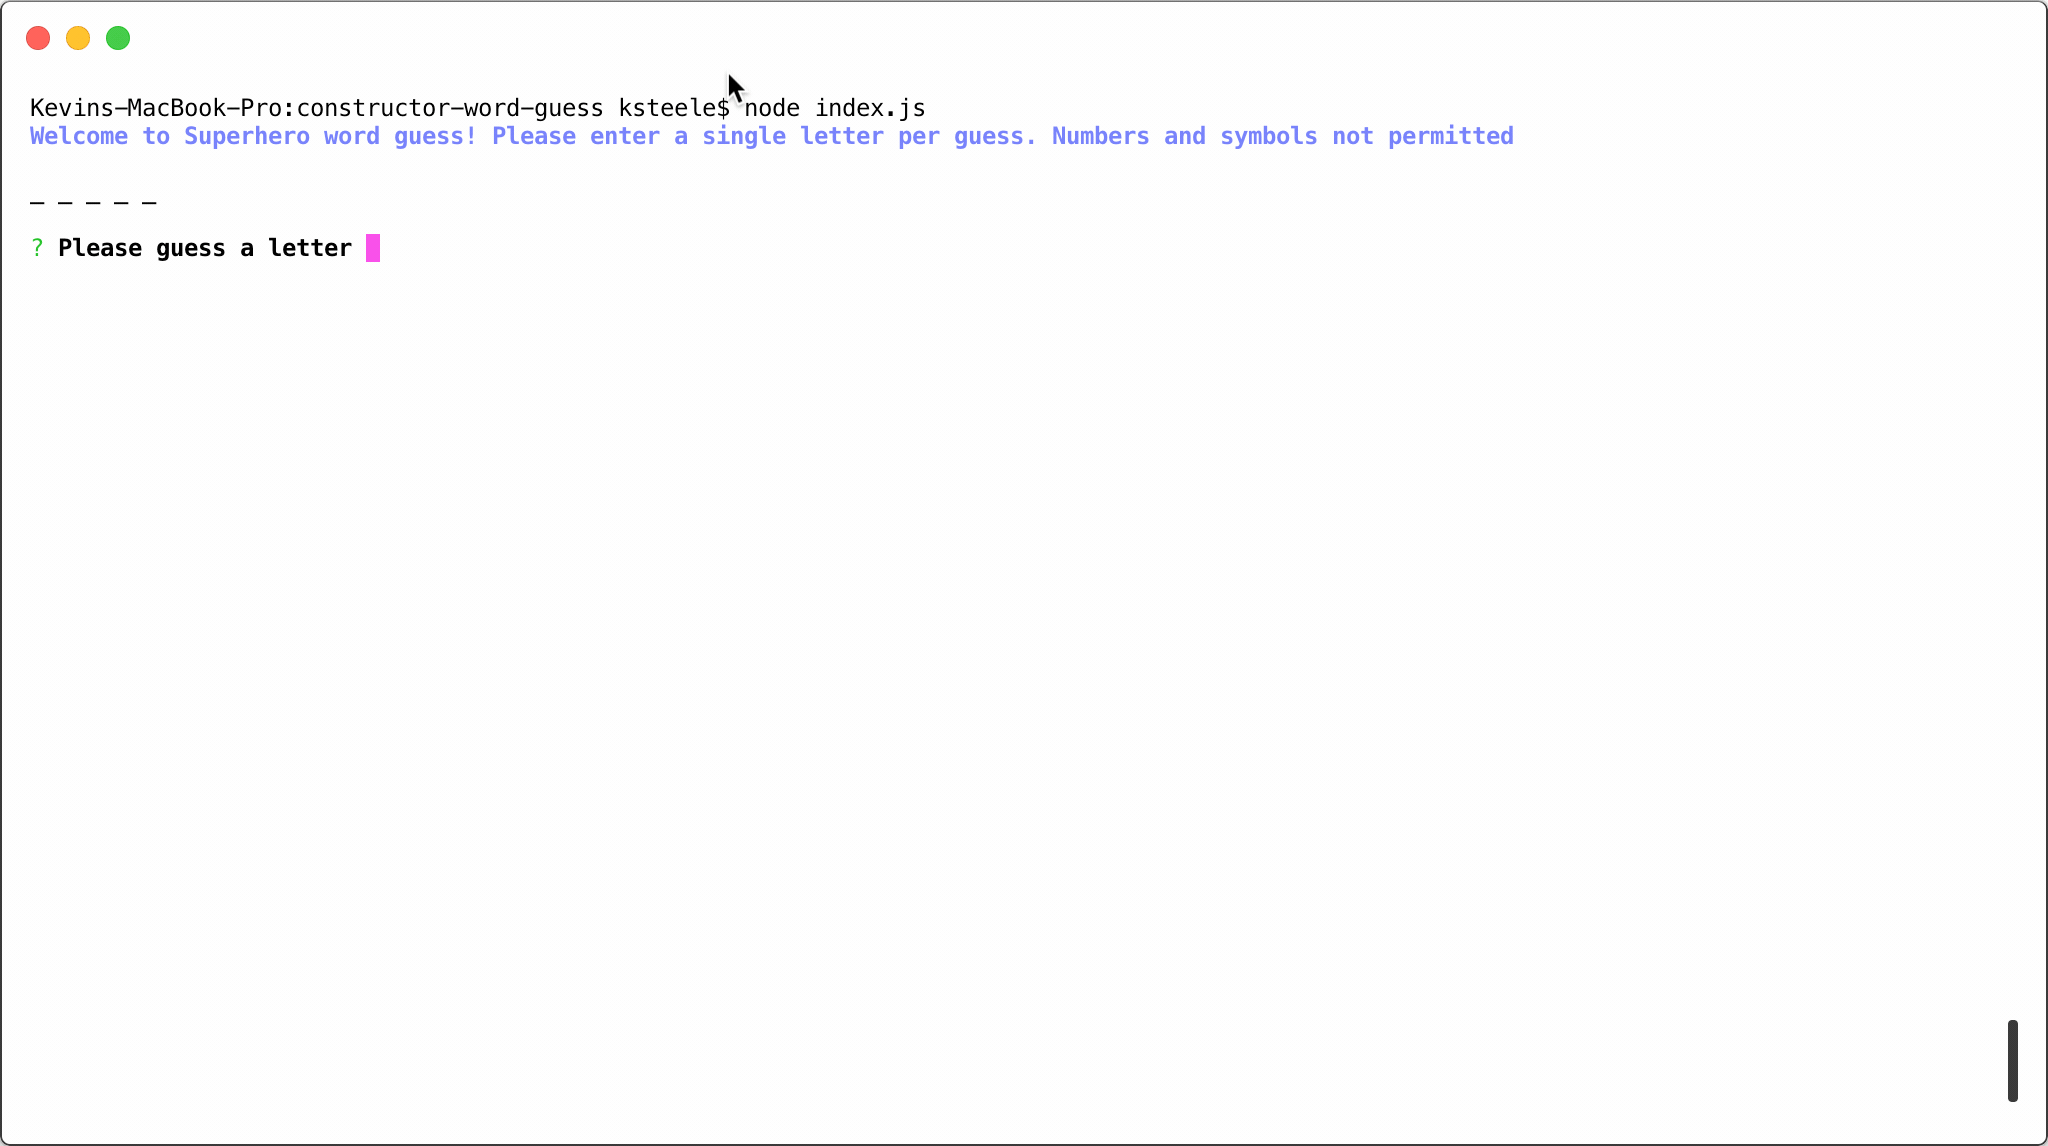 Kevins-MacBook-Pro:constructor-word-guess ksteele$ node index.js
Welcome to Superhero word guess! Please enter a single letter per guess. Numbers and symbols not permitted
_ _ _ _ _
? Please guess a letter